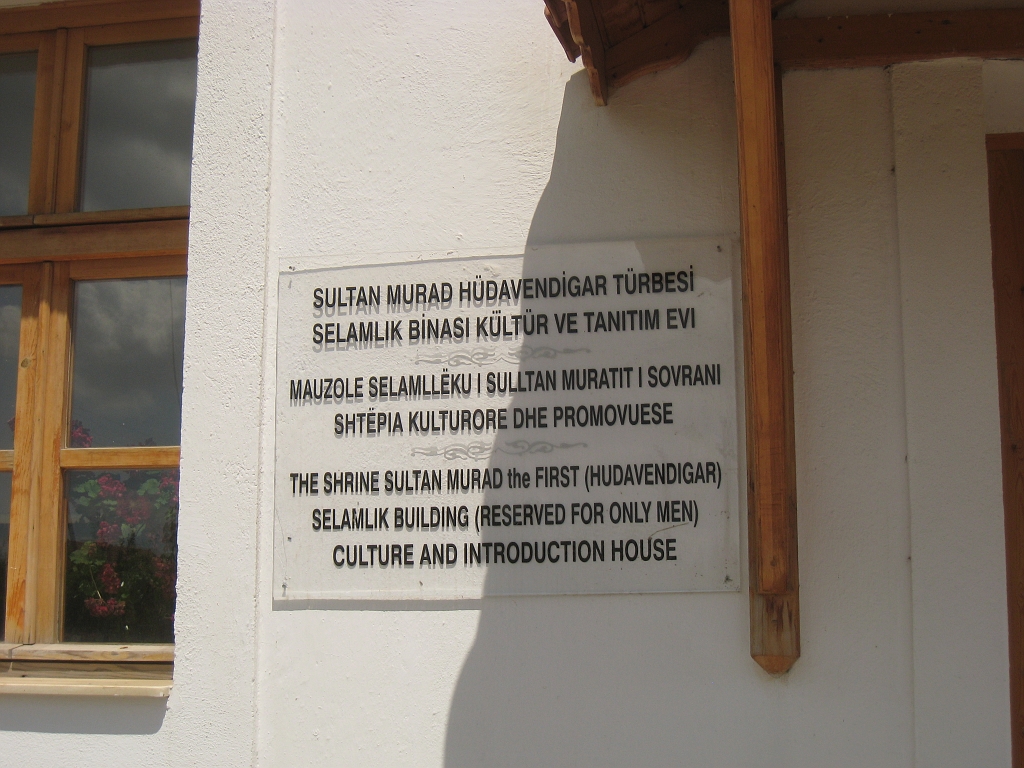 SULTAN MURAD HÜDAVENDİGAR TÜRBESİ
SELAMLIK BİNASI KÜLTÜR VE TANITIM EVI
MAUZOLE SELAMLLËKU I SULLTAN MURATIT I SOVRANI
SHTËPIA KULTURORE DHE PROMOVUESE
THE SHRINE SULTAN MURAD the FIRST (HUDAVENDIGAR)
SELAMLIK BUILDING (RESERVED FOR ONLY MEN)
CULTURE AND INTRODUCTION HOUSE